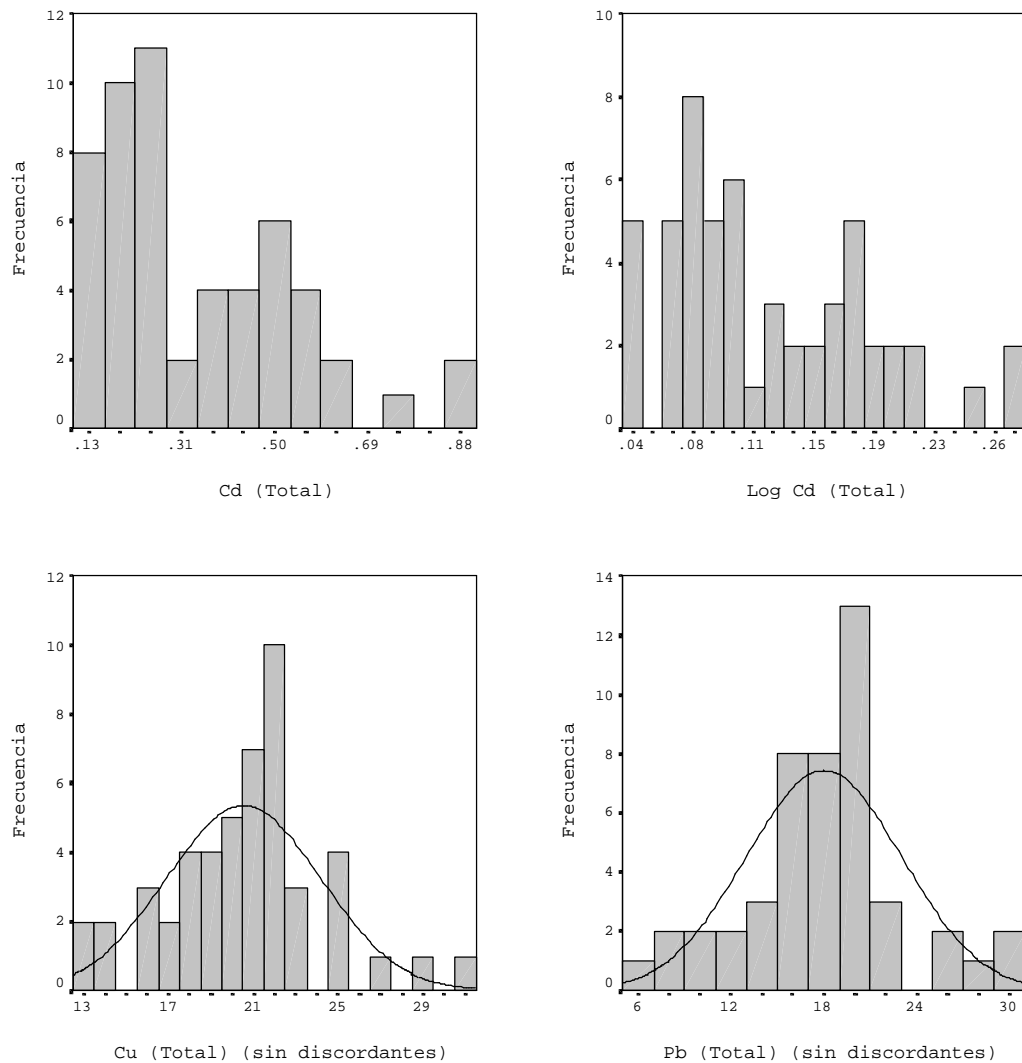 12
10
8
6
4
2
0
Frecuencia
.13 .31 .50 .69 .88
Cd (Total)
10
8
6
4
2
0
Frecuencia
.04 .08 .11 .15 .19 .23 .26
Log Cd (Total)
12
10
8
6
4
2
0
Frecuencia
13 17 21 25 29
Cu (Total) (sin discordantes)
14
12
10
8
6
4
2
0
Frecuencia
6 12 18 24 30
Pb (Total) (sin discordantes)